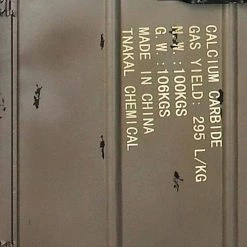 CALCIUM CARBIDE
GAS YIELD: 295 L/KG
N.W.:100KGS
G.W.:106KGS
MADE IN CHINA
TNAKAL CHEMICAL